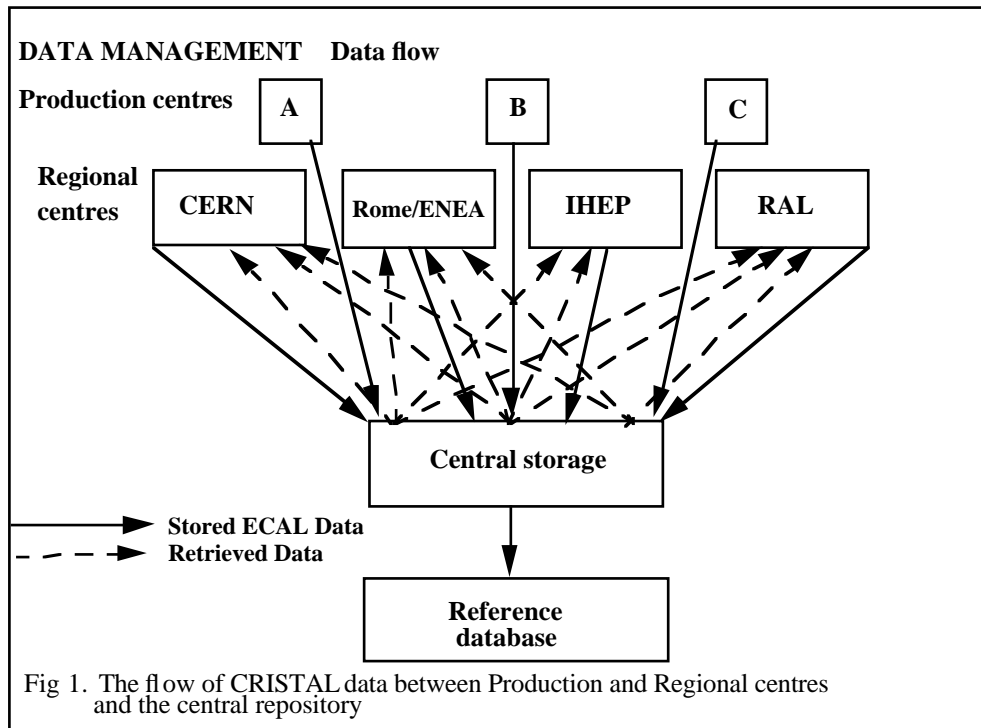 DATA MANAGEMENT Data flow
Production centres
A
B
C
Regional
centres
CERN
Rome/ENEA
IHEP
RAL
Central storage
Stored ECAL Data
Retrieved Data
Reference
database
Fig 1. The flow of CRISTAL data between Production and Regional centres
and the central repository